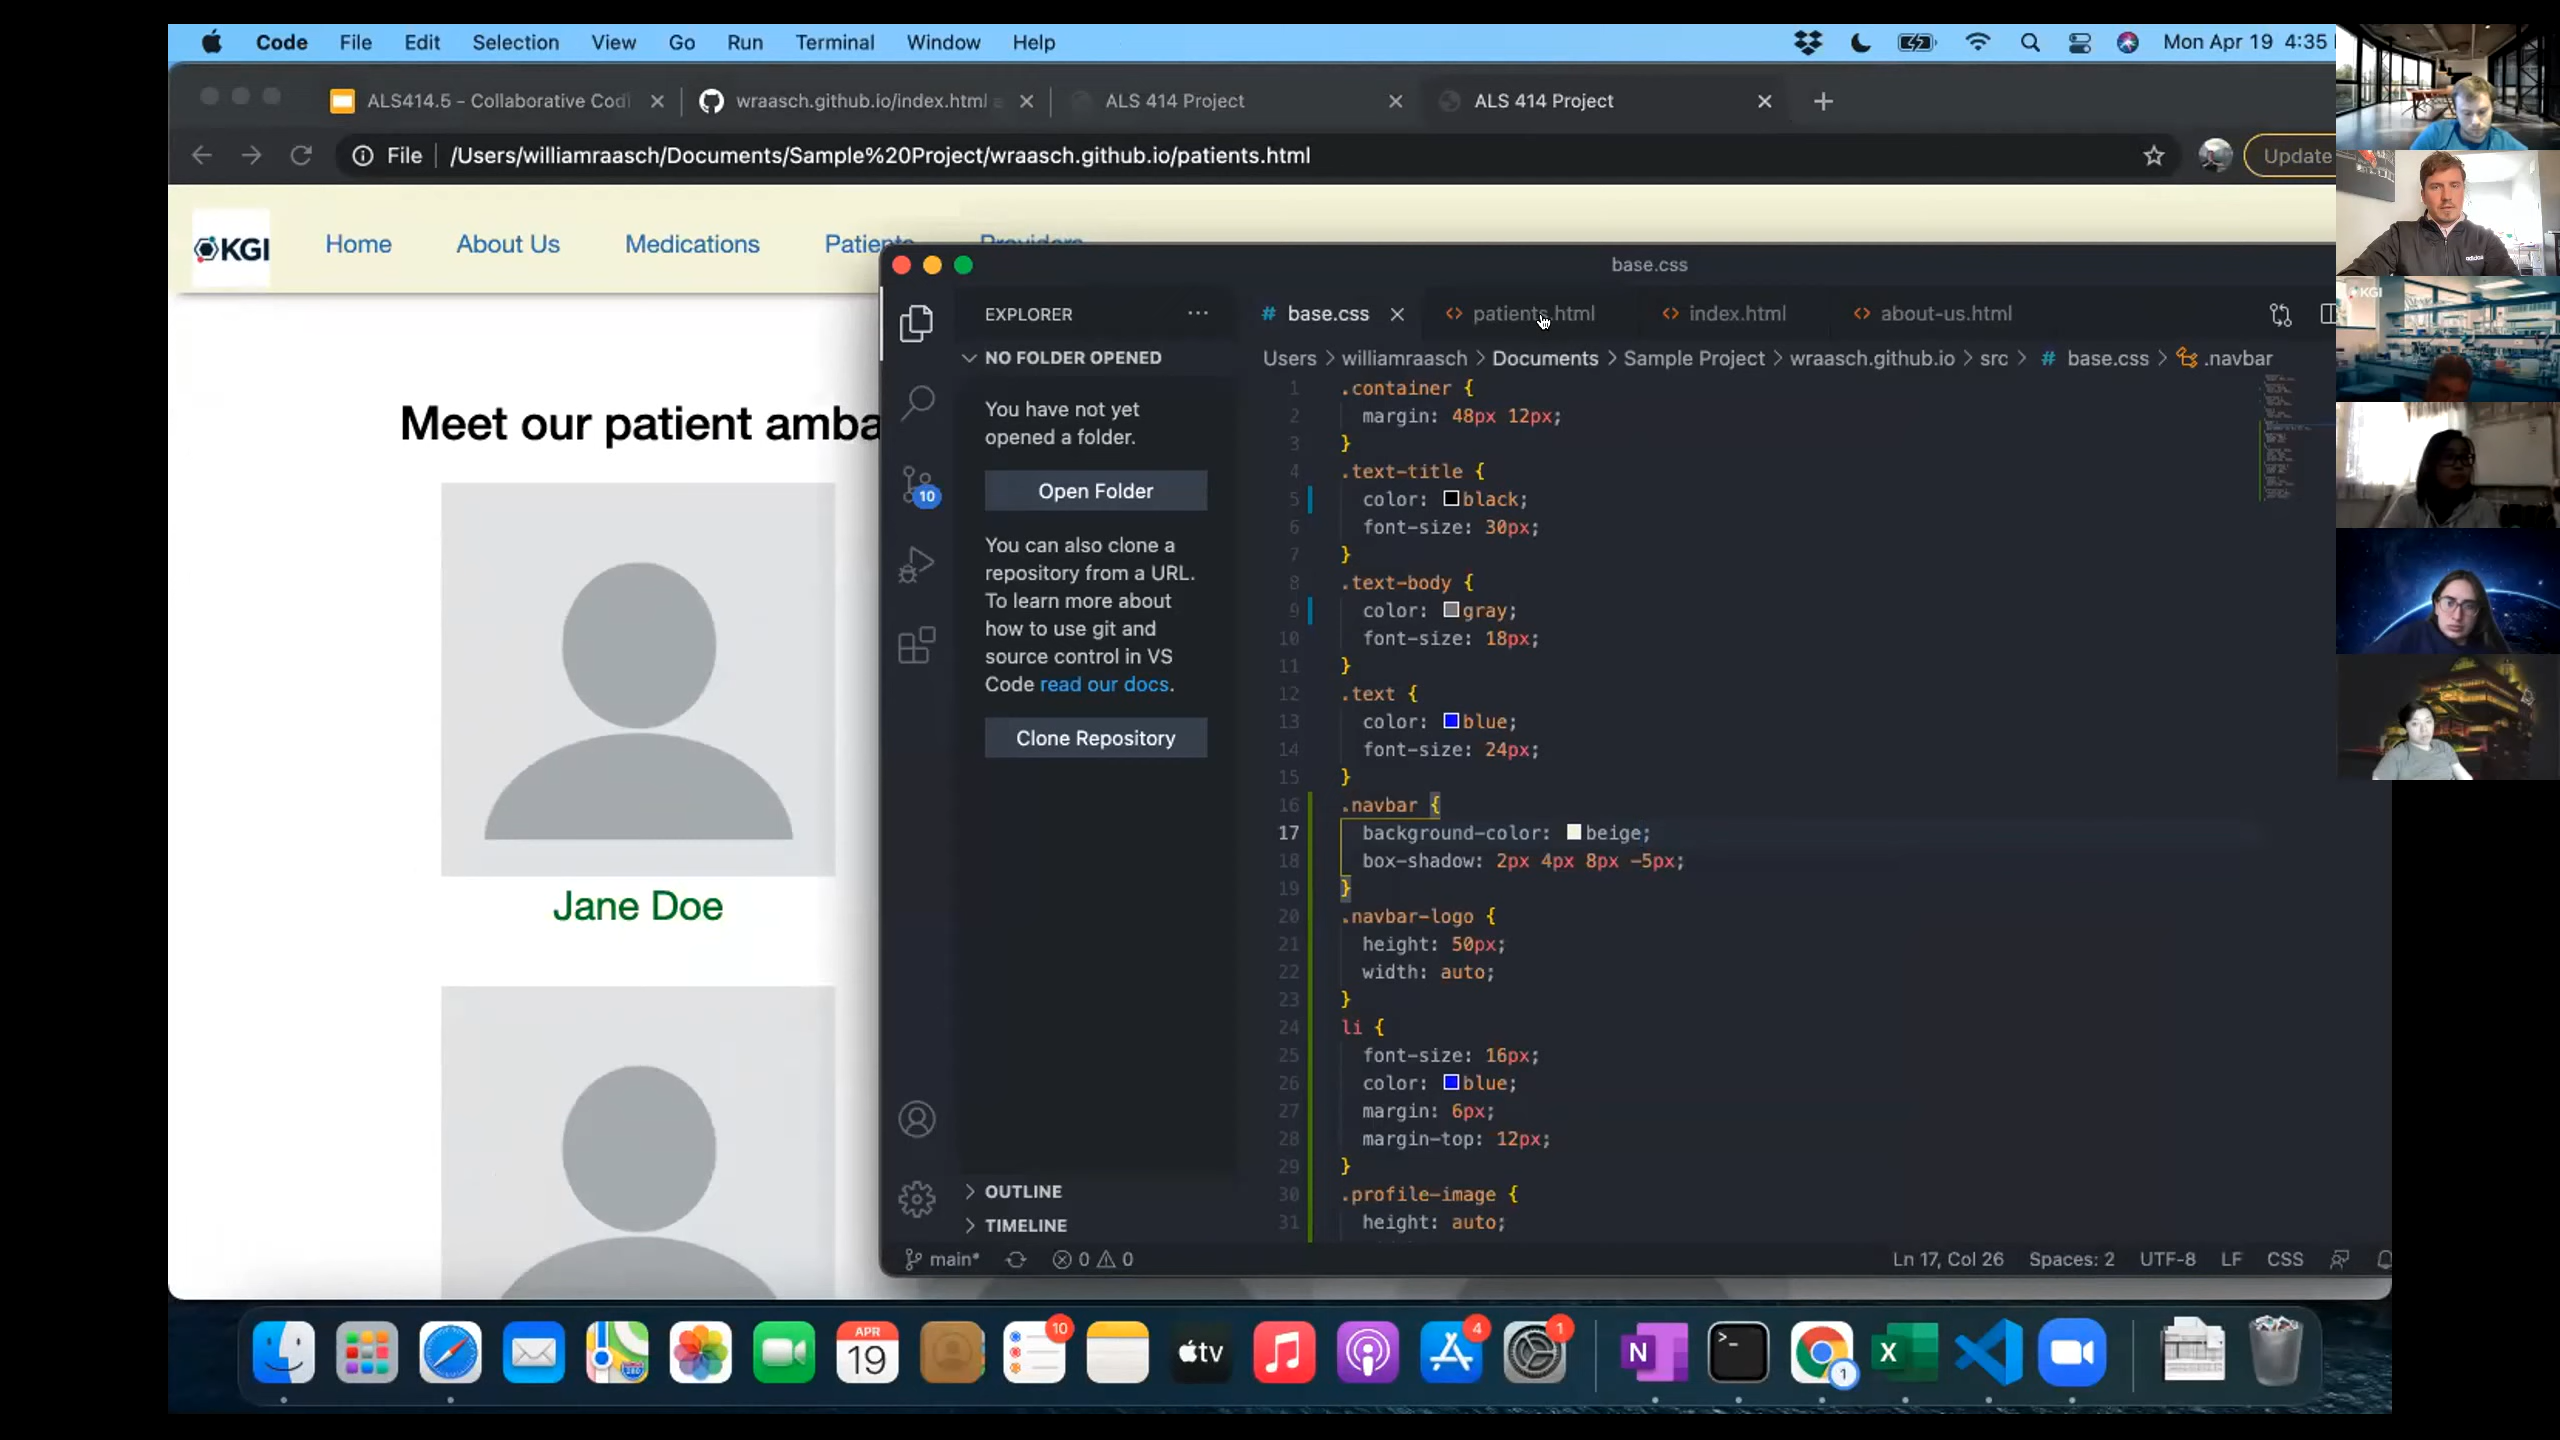 Code File Edit Selection View Go Run Terminal Window Help Mon Apr 19 4:35
ALS414.5 - Collaborative Codi
wraasch.github.io/index.html
ALS 414 Project
ALS 414 Project
File /Users/williamraasch/Documents/Sample%20Project/wraasch.github.io/patients.html
Update
KGI Home About Us Medications Patients Providers
Meet our patient amba
Jane Doe
base.css
EXPLORER
NO FOLDER OPENED
You have not yet
opened a folder.
Open Folder
You can also clone a
repository from a URL.
To learn more about
how to use git and
source control in VS
Code read our docs.
Clone Repository
OUTLINE
TIMELINE
10
# base.css
<> patients.html
<> index.html
<> about-us.html
Users > williamraasch > Documents > Sample Project > wraasch.github.io > src > # base.css > .navbar
1 .container {
2 margin: 48px 12px;
3 }
4 .text-title {
5 color: black;
6 font-size: 30px;
7 }
8 .text-body {
9 color: gray;
10 font-size: 18px;
11 }
12 .text {
13 color: blue;
14 font-size: 24px;
15 }
16 .navbar {
17 background-color: beige;
18 box-shadow: 2px 4px 8px -5px;
19 }
20 .navbar-logo {
21 height: 50px;
22 width: auto;
23 }
24 li {
25 font-size: 16px;
26 color: blue;
27 margin: 6px;
28 margin-top: 12px;
29 }
30 .profile-image {
31 height: auto;
main* 0 0 Ln 17, Col 26 Spaces: 2 UTF-8 LF CSS
KGI
adidas
APR
19
10
tv
4
1
N
>_
1
X